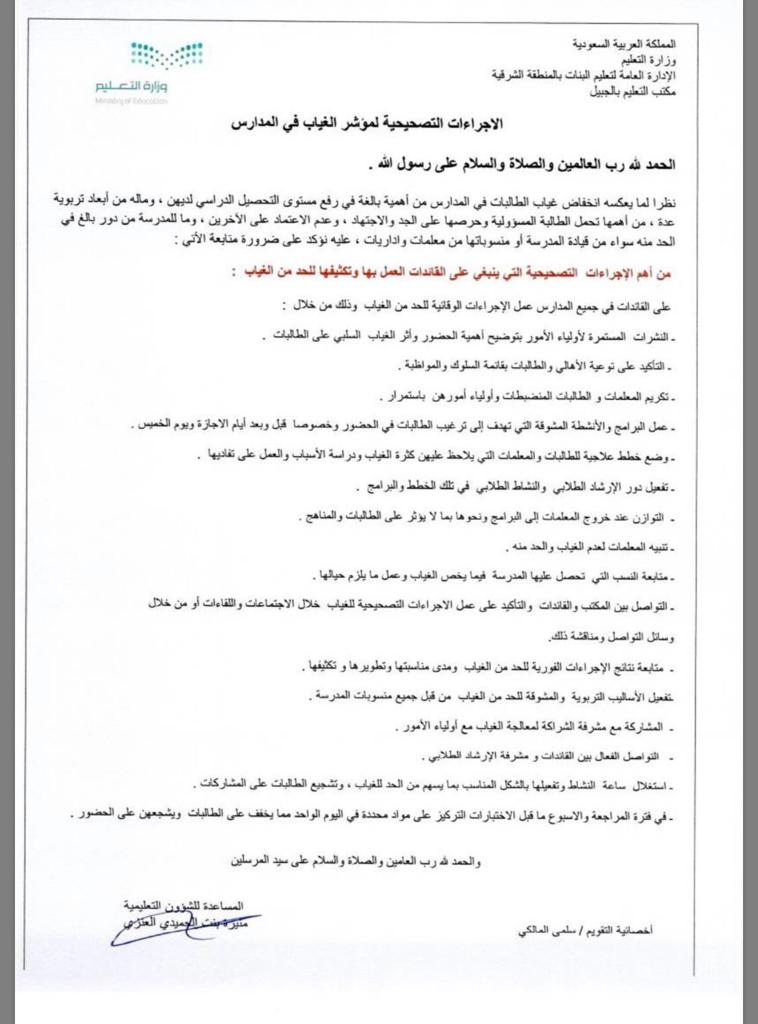 المملكة العربية السعودية
وزارة التعليم
الإدارة العامة لتعليم البنات بالمنطقة الشرقية
مكتب التعليم بالجبيل
وزارة التعليم
Ministry of Education
الاجراءات التصحيحية لمؤشر الغياب في المدارس
الحمد لله رب العالمين والصلاة والسلام على رسول الله .
نظرا لما يعكسه انخفاض غياب الطالبات في المدارس من أهمية بالغة في رفع مستوى التحصيل الدراسي لديهن ، وماله من أبعاد تربوية
عدة ، من أهمها تحمل الطالبة المسؤولية وحرصها على الجد والاجتهاد ، وعدم الاعتماد على الآخرين ، وما للمدرسة من دور بالغ في
الحد منه سواء من قيادة المدرسة أو منسوباتها من معلمات واداريات ، عليه نؤكد على ضرورة متابعة الآتي :
من أهم الإجراءات التصحيحية التي ينبغي على القائدات العمل بها وتكثيفها للحد من الغياب :
على القائدات في جميع المدارس عمل الإجراءات الوقائية للحد من الغياب وذلك من خلال :
ـ النشرات المستمرة لأولياء الأمور بتوضيح أهمية الحضور وأثر الغياب السلبي على الطالبات .
ـ التأكيد على توعية الأهالي والطالبات بقائمة السلوك والمواظبة .
ـ تكريم المعلمات و الطالبات المنضبطات وأولياء أمورهن باستمرار .
ـ عمل البرامج والأنشطة المشوقة التي تهدف إلى ترغيب الطالبات في الحضور وخصوصا قبل وبعد أيام الاجازة ويوم الخميس .
ـ وضع خطط علاجية للطالبات والمعلمات التي يلاحظ عليهن كثرة الغياب ودراسة الأسباب والعمل على تفاديها .
ـ تفعيل دور الإرشاد الطلابي والنشاط الطلابي في تلك الخطط والبرامج .
ـ التوازن عند خروج المعلمات إلى البرامج ونحوها بما لا يؤثر على الطالبات والمناهج .
ـ تنبيه المعلمات لعدم الغياب والحد منه .
ـ متابعة النسب التي تحصل عليها المدرسة فيما يخص الغياب وعمل ما يلزم حيالها .
ـ التواصل بين المكتب والقائدات والتأكيد على عمل الاجراءات التصحيحية للغياب خلال الاجتماعات واللقاءات أو من خلال
وسائل التواصل ومناقشة ذلك.
ـ متابعة نتائج الإجراءات الفورية للحد من الغياب ومدى مناسبتها وتطويرها و تكثيفها .
ـتفعيل الأساليب التربوية والمشوقة للحد من الغياب من قبل جميع منسوبات المدرسة .
ـ المشاركة مع مشرفة الشراكة لمعالجة الغياب مع أولياء الأمور .
ـ التواصل الفعال بين القائدات و مشرفة الإرشاد الطلابي .
ـ استغلال ساعة النشاط وتفعيلها بالشكل المناسب بما يسهم من الحد للغياب ، وتشجيع الطالبات على المشاركات .
ـ في فترة المراجعة والاسبوع ما قبل الاختبارات التركيز على مواد محددة في اليوم الواحد مما يخفف على الطالبات ويشجعهن على الحضور .
والحمد لله رب العامين والصلاة والسلام على سيد المرسلين
المساعدة للشؤون التعليمية
منيرة بنت الحميدي العنزي
أخصائية التقويم / سلمى المالكي